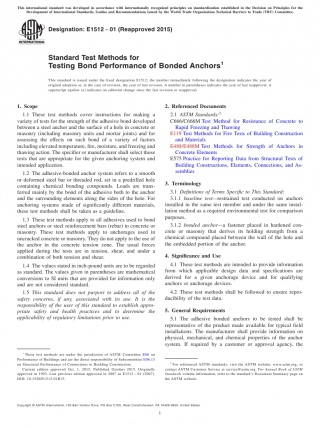 This international standard was developed in accordance with internationally recognized principles on standardization established in the Decision on Principles for the
Development of International Standards, Guides and Recommendations issued by the World Trade Organization Technical Barriers to Trade (TBT) Committee.
INTERNATIONAL
Designation: E1512 - 01 (Reapproved 2015)
Standard Test Methods for
Testing Bond Performance of Bonded Anchors1
This standard is issued under the fixed designation E1512; the number immediately following the designation indicates the year of
original adoption or, in the case of revision, the year of last revision. A number in parentheses indicates the year of last reapproval. A
superscript epsilon (ε) indicates an editorial change since the last revision or reapproval.
1. Scope
1.1 These test methods cover instructions for making a
variety of tests for the strength of the adhesive bond developed
between a steel anchor and the surface of a hole in concrete or
masonry (including masonry units and mortar joints) and for
assessing the effects on such bond of a variety of factors
including elevated temperature, fire, moisture, and freezing and
thawing action. The specifier or manufacturer shall select those
tests that are appropriate for the given anchoring system and
intended application.
1.2 The adhesive-bonded anchor system refers to a smooth
or deformed steel bar or threaded rod, set in a predrilled hole
containing chemical bonding compounds. Loads are trans-
ferred mainly by the bond of the adhesive both to the anchor
and the surrounding elements along the sides of the hole. For
anchoring systems made of significantly different materials,
these test methods shall be taken as a guideline.
1.3 These test methods apply to all adhesives used to bond
steel anchors or steel reinforcement bars (rebar) to concrete or
masonry. These test methods apply to anchorages used in
uncracked concrete or masonry. They do not apply to the use of
the anchor in the concrete tension zone. The usual forces
applied during the tests are in tension, shear, and under a
combination of both tension and shear.
1.4 The values stated in inch-pound units are to be regarded
as standard. The values given in parentheses are mathematical
conversions to SI units that are provided for information only
and are not considered standard.
1.5 This standard does not purport to address all of the
safety concerns, if any, associated with its use. It is the
responsibility of the user of this standard to establish appro-
priate safety and health practices and to determine the
applicability of regulatory limitations prior to use.
1 These test methods are under the jurisdiction of ASTM Committee E06 on
Performance of Buildings and are the direct responsibility of Subcommittee E06.13
on Structural Performance of Connections in Building Construction.
Current edition approved Oct. 1, 2015. Published October 2015. Originally
approved in 1993. Last previous edition approved in 2007 as E1512 – 01 (2007).
DOI: 10.1520/E1512-01R15.
2. Referenced Documents
2.1 ASTM Standards:2
C666/C666M Test Method for Resistance of Concrete to
Rapid Freezing and Thawing
E119 Test Methods for Fire Tests of Building Construction
and Materials
E488/E488M Test Methods for Strength of Anchors in
Concrete Elements
E575 Practice for Reporting Data from Structural Tests of
Building Constructions, Elements, Connections, and As-
semblies
3. Terminology
3.1 Definitions of Terms Specific to This Standard:
3.1.1 baseline test—unrestrained test conducted on anchors
installed in the same test member and under the same install-
lation method as a required environmental test for comparison
purposes.
3.1.2 bonded anchor—a fastener placed in hardened con-
crete or masonry that derives its holding strength from a
chemical compound placed between the wall of the hole and
the embedded portion of the anchor.
4. Significance and Use
4.1 These test methods are intended to provide information
from which applicable design data and specifications are
derived for a given anchorage device and for qualifying
anchors or anchorage devices.
4.2 These test methods shall be followed to ensure repro-
ducibility of the test data.
5. General Requirements
5.1 The adhesive bonded anchors to be tested shall be
representative of the product made available for typical field
installations. The manufacturer shall provide information on
physical, mechanical, and chemical properties of the anchor
system. If required by a customer or approval agency, the
2 For referenced ASTM standards, visit the ASTM website, www.astm.org, or
contact ASTM Customer Service at service@astm.org. For Annual Book of ASTM
Standards volume information, refer to the standard's Document Summary page on
the ASTM website.
Copyright © ASTM International, 100 Barr Harbor Drive, PO Box C700, West Conshohocken, PA 19428-2959. United States
1